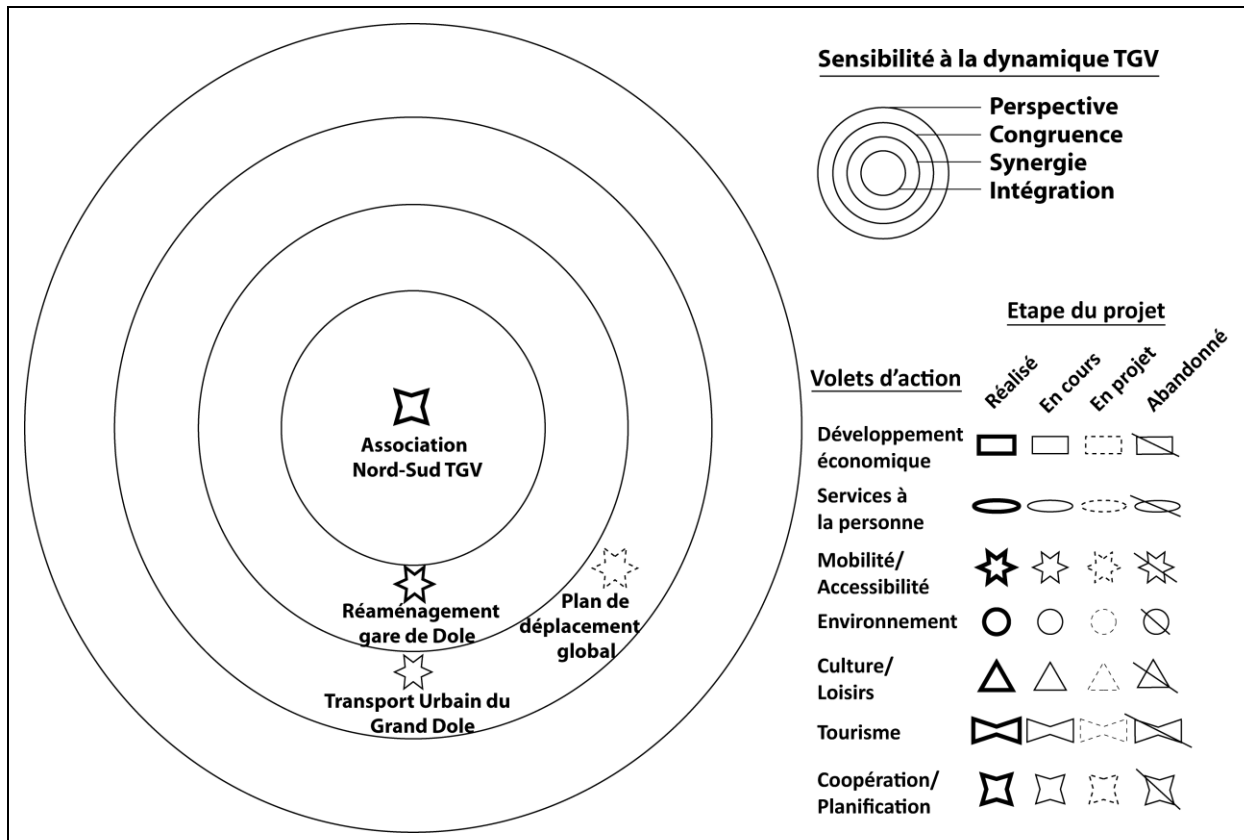 Association
Nord-Sud TGV
Réaménagement
gare de Dole
Plan de
déplacement
global
Transport Urbain du
Grand Dole
Sensibilité à la dynamique TGV
Perspective
Congruence
Synergie
Intégration
Etape du projet
Volets d’action
Réalisé
En cours
En projet
Abandonné
Développement
économique
Services à
la personne
Mobilité/
Accessibilité
Environnement
Culture/
Loisirs
Tourisme
Coopération/
Planification